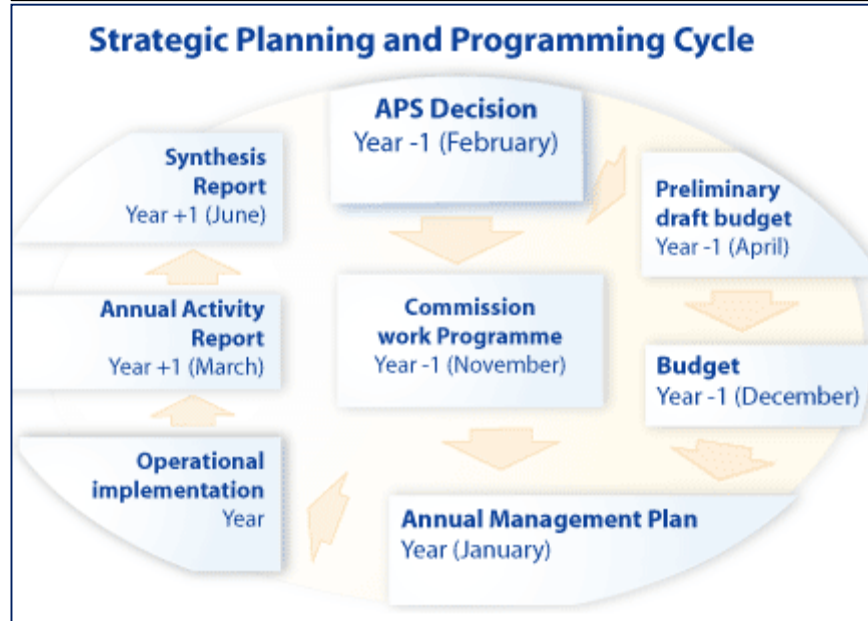 Strategic Planning and Programming Cycle
APS Decision
Year -1 (February)
Synthesis
Report
Year +1 (June)
Preliminary
draft budget
Year -1 (April)
Annual Activity
Report
Year +1 (March)
Commission
work Programme
Year -1 (November)
Budget
Year -1 (December)
Operational
implementation
Year
Annual Management Plan
Year (January)